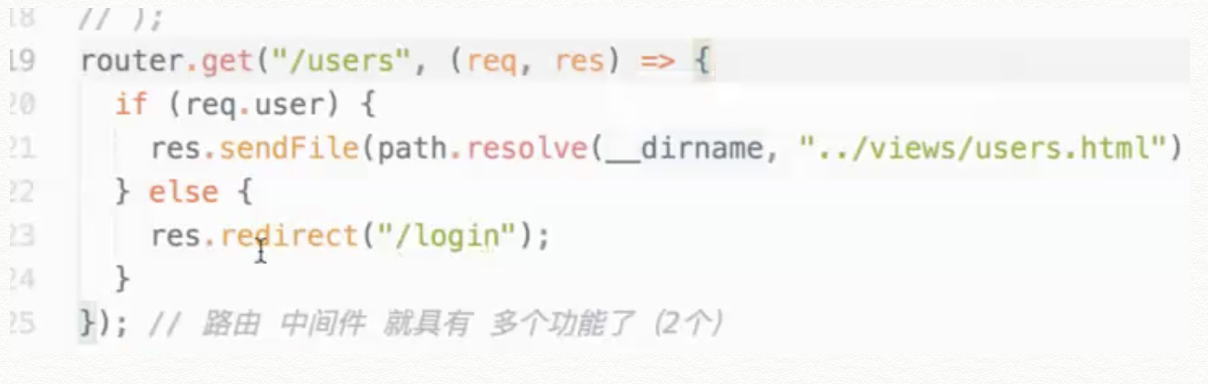 18 // );
19 router.get("/users", (req, res) => {
20 if (req.user) {
21 res.sendFile(path.resolve(__dirname, "../views/users.html")
22 } else {
23 res.redirect("/login");
24 }
25 }); // 路由 中间件 就具有 多个功能了 (2个)